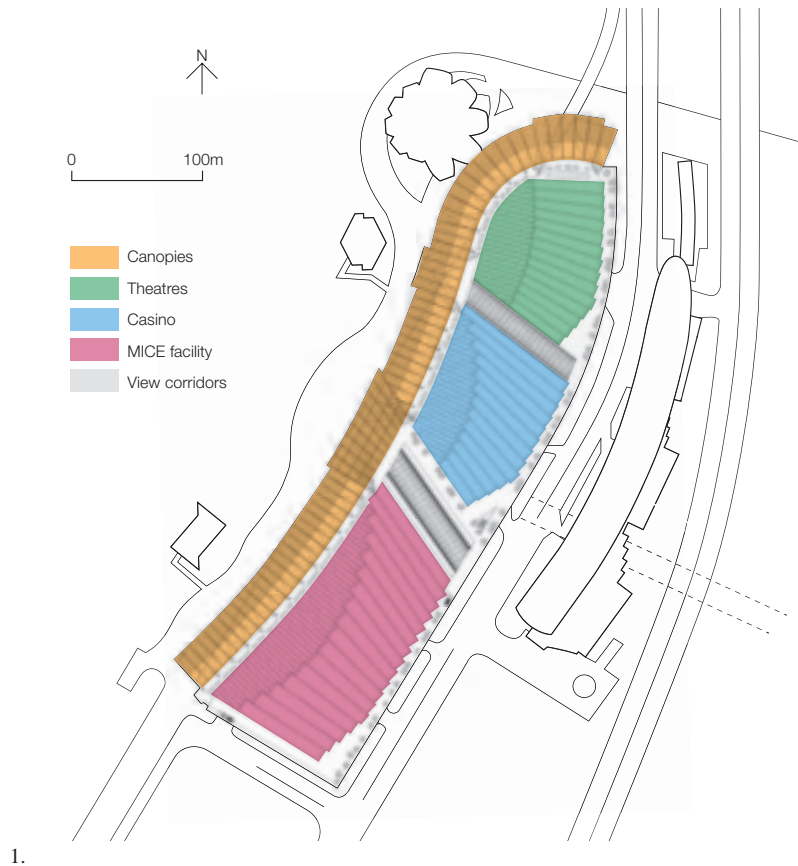 N
0 100m
Canopies
Theatres
Casino
MICE facility
View corridors
1.